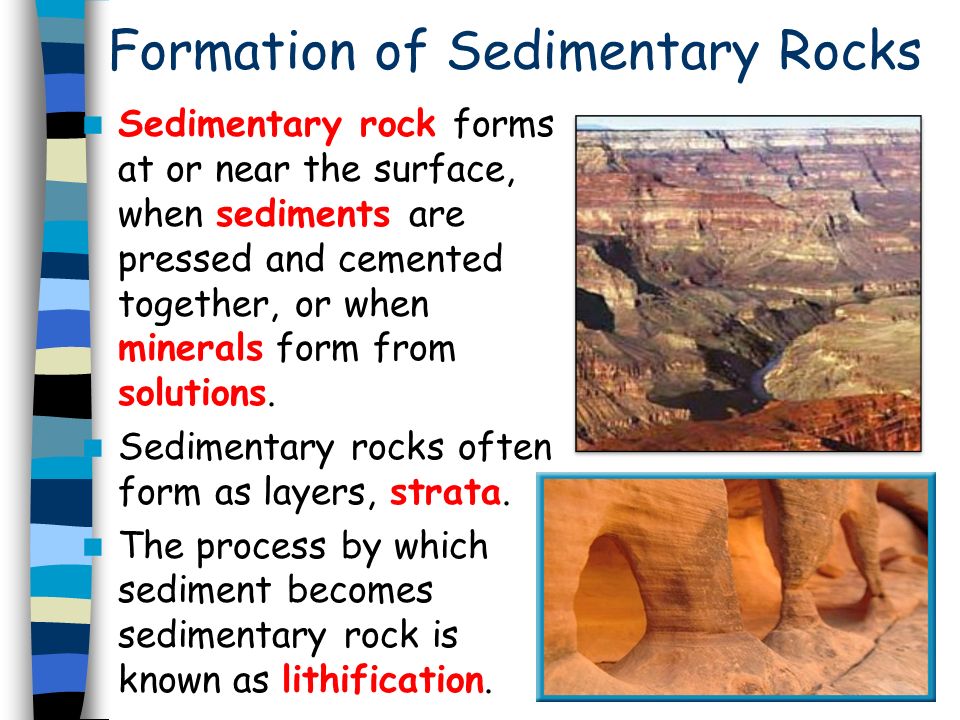 Formation of Sedimentary Rocks
Sedimentary rock forms
at or near the surface,
when sediments are
pressed and cemented
together, or when
minerals form from
solutions.
Sedimentary rocks often
form as layers, strata.
The process by which
sediment becomes
sedimentary rock is
known as lithification.